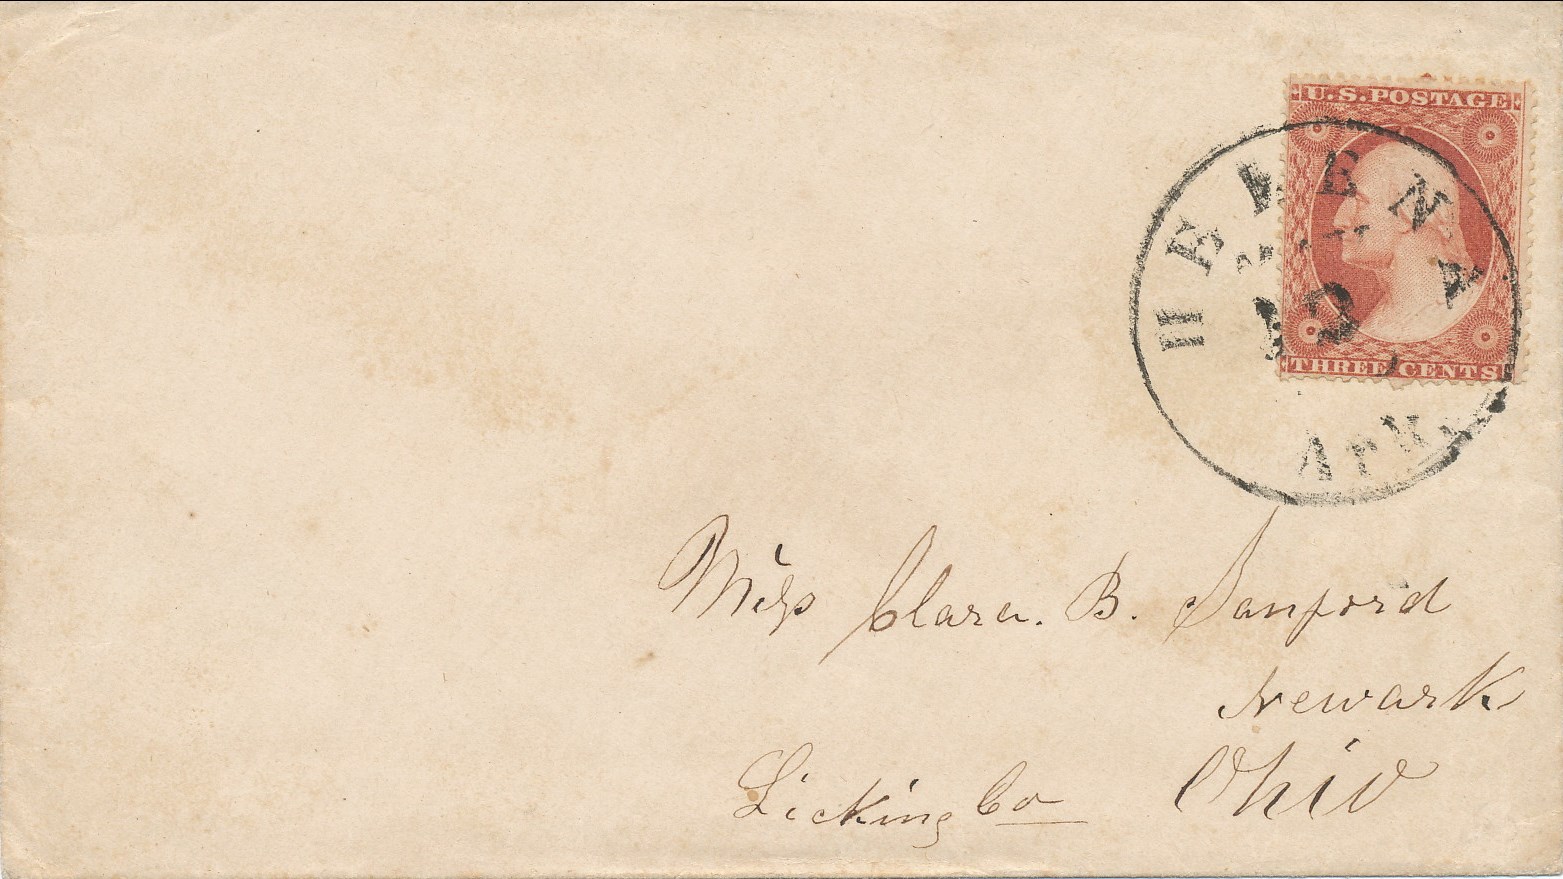 U.S. POSTAGE
THREE CENTS
HELENA
Ark.
Miss Clara. B. Sanford
Newark
Licking Co Ohio